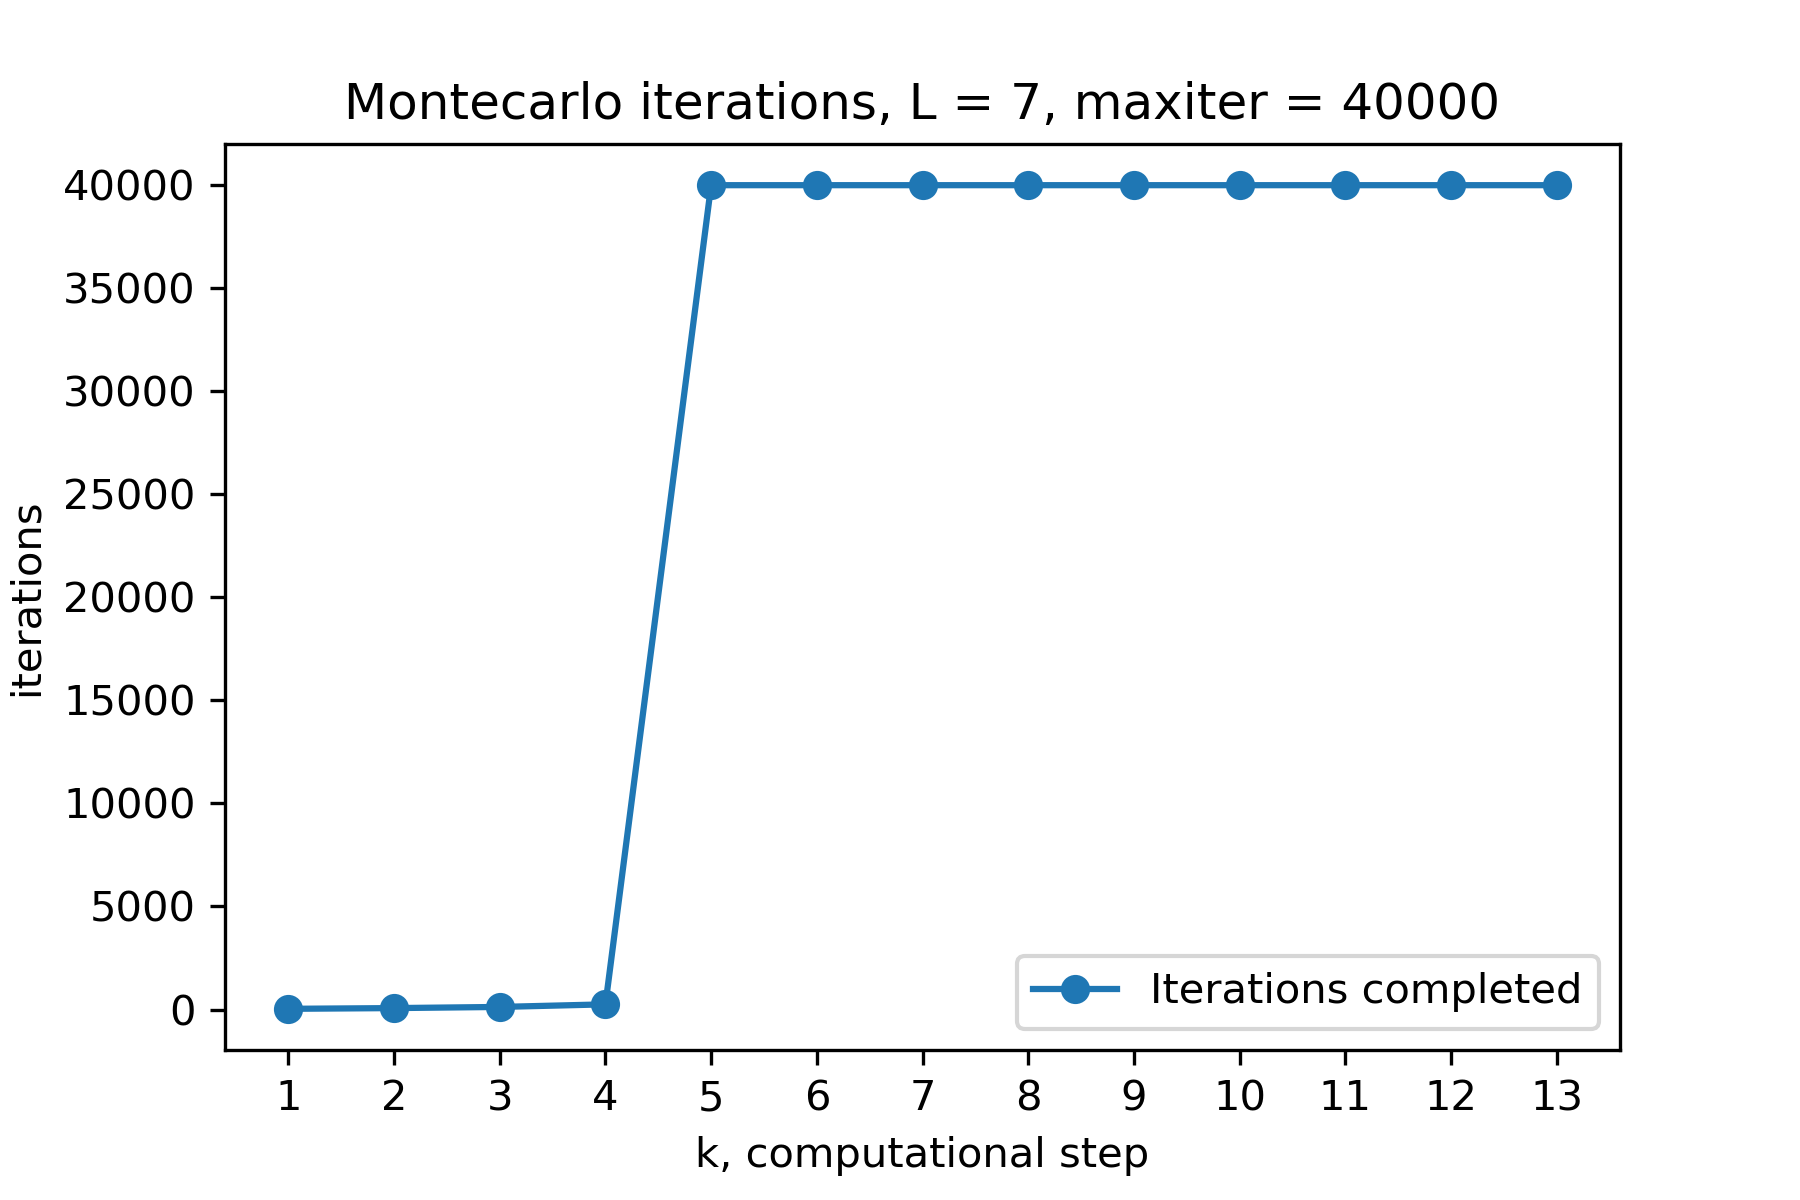 Montecarlo iterations, L = 7, maxiter = 40000
40000
35000
30000
25000
20000
15000
10000
5000
0
iterations
Iterations completed
1 2 3 4 5 6 7 8 9 10 11 12 13
k, computational step